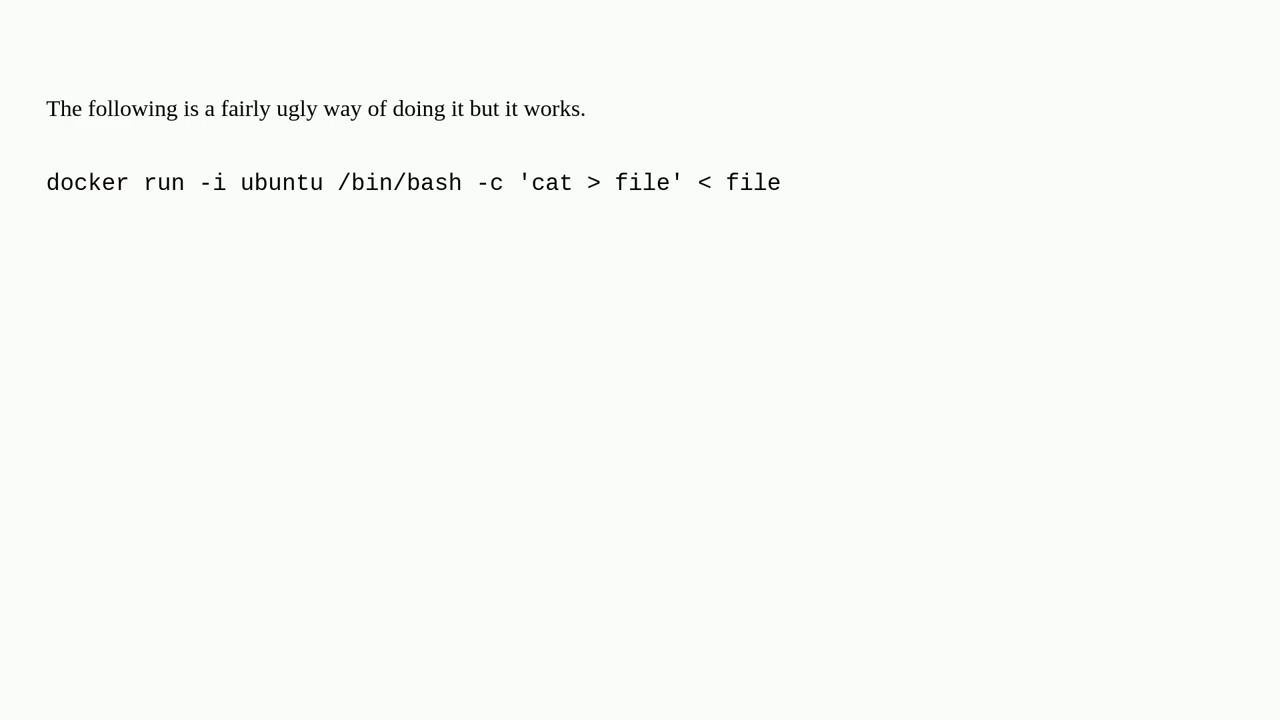 The following is a fairly ugly way of doing it but it works.
docker run -i ubuntu /bin/bash -c 'cat > file' < file